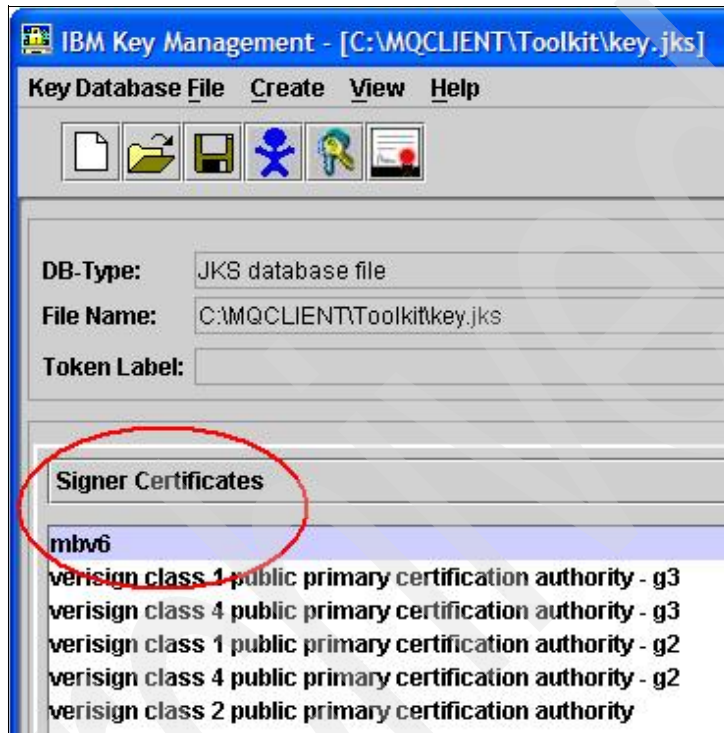 IBM Key Management - [C:\MQCLIENT\Toolkit\key.jks]
Key Database File Create View Help
DB-Type: JKS database file
File Name: C:\MQCLIENT\Toolkit\key.jks
Token Label:
Signer Certificates
mbv6
verisign class 1 public primary certification authority - g3
verisign class 4 public primary certification authority - g3
verisign class 1 public primary certification authority - g2
verisign class 4 public primary certification authority - g2
verisign class 2 public primary certification authority